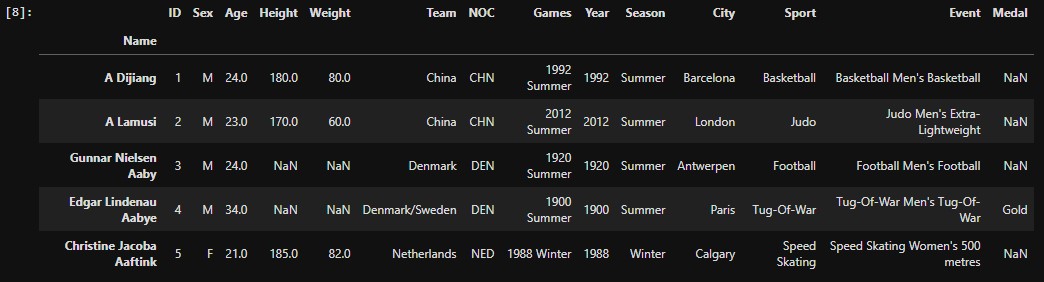 [8]: ID Sex Age Height Weight Team NOC Games Year Season City Sport Event Medal
Name
A Dijiang 1 M 24.0 180.0 80.0 China CHN 1992 Summer 1992 Summer Barcelona Basketball Basketball Men's Basketball NaN
A Lamusi 2 M 23.0 170.0 60.0 China CHN 2012 Summer 2012 Summer London Judo Judo Men's Extra-Lightweight NaN
Gunnar Nielsen Aaby 3 M 24.0 NaN NaN Denmark DEN 1920 Summer 1920 Summer Antwerpen Football Football Men's Football NaN
Edgar Lindenau Aabye 4 M 34.0 NaN NaN Denmark/Sweden DEN 1900 Summer 1900 Summer Paris Tug-Of-War Tug-Of-War Men's Tug-Of-War Gold
Christine Jacoba Aaftink 5 F 21.0 185.0 82.0 Netherlands NED 1988 Winter 1988 Winter Calgary Speed Skating Speed Skating Women's 500 metres NaN